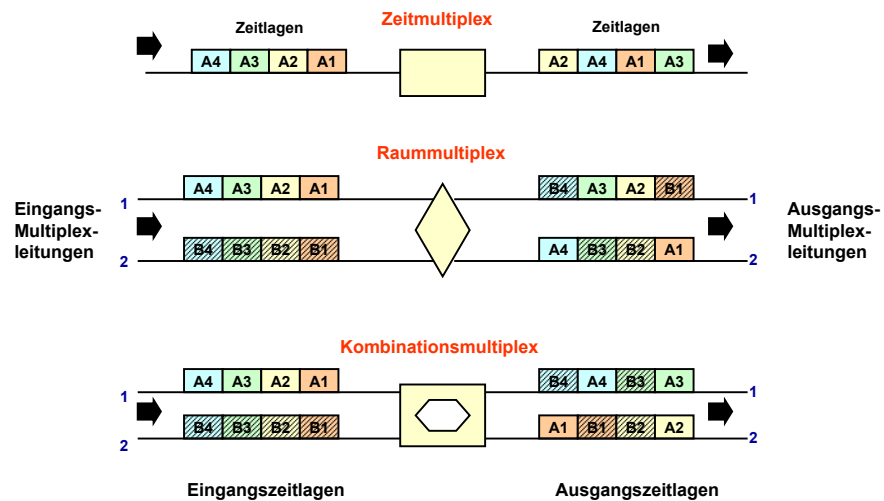 Zeitmultiplex
Zeitlagen
Zeitlagen
A4 A3 A2 A1
A2 A4 A1 A3
Raummultiplex
A4 A3 A2 A1
B4 A3 A2 B1
1
1
Eingangs-
Multiplex-
leitungen
Ausgangs-
Multiplex-
leitungen
B4 B3 B2 B1
A4 B3 B2 A1
2
2
Kombinationsmultiplex
A4 A3 A2 A1
B4 A4 B3 A3
1
1
B4 B3 B2 B1
A1 B1 B2 A2
2
2
Eingangszeitlagen
Ausgangszeitlagen